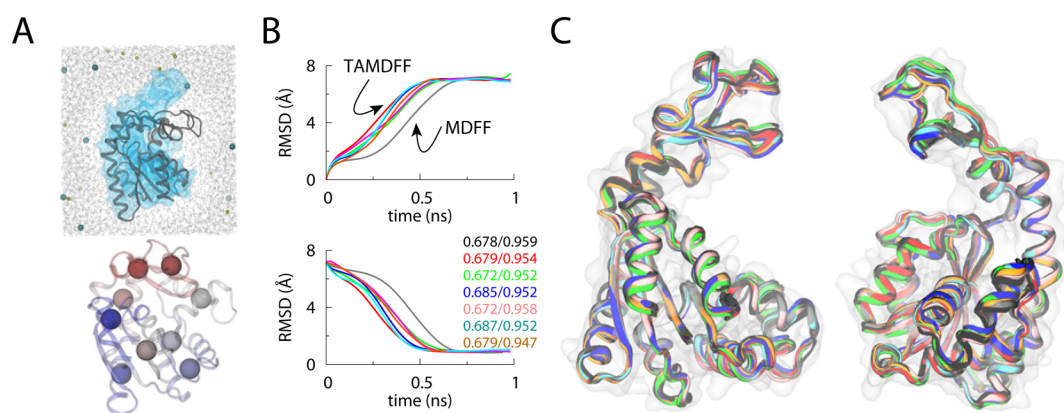 A
B
C
8
TAMDFF
RMSD (Å)
4
MDFF
0
0
0.5
1
time (ns)
8
0.678/0.959
0.679/0.954
0.672/0.952
RMSD (Å)
4
0.685/0.952
0.672/0.958
0.687/0.952
0.679/0.947
0
0
0.5
1
time (ns)